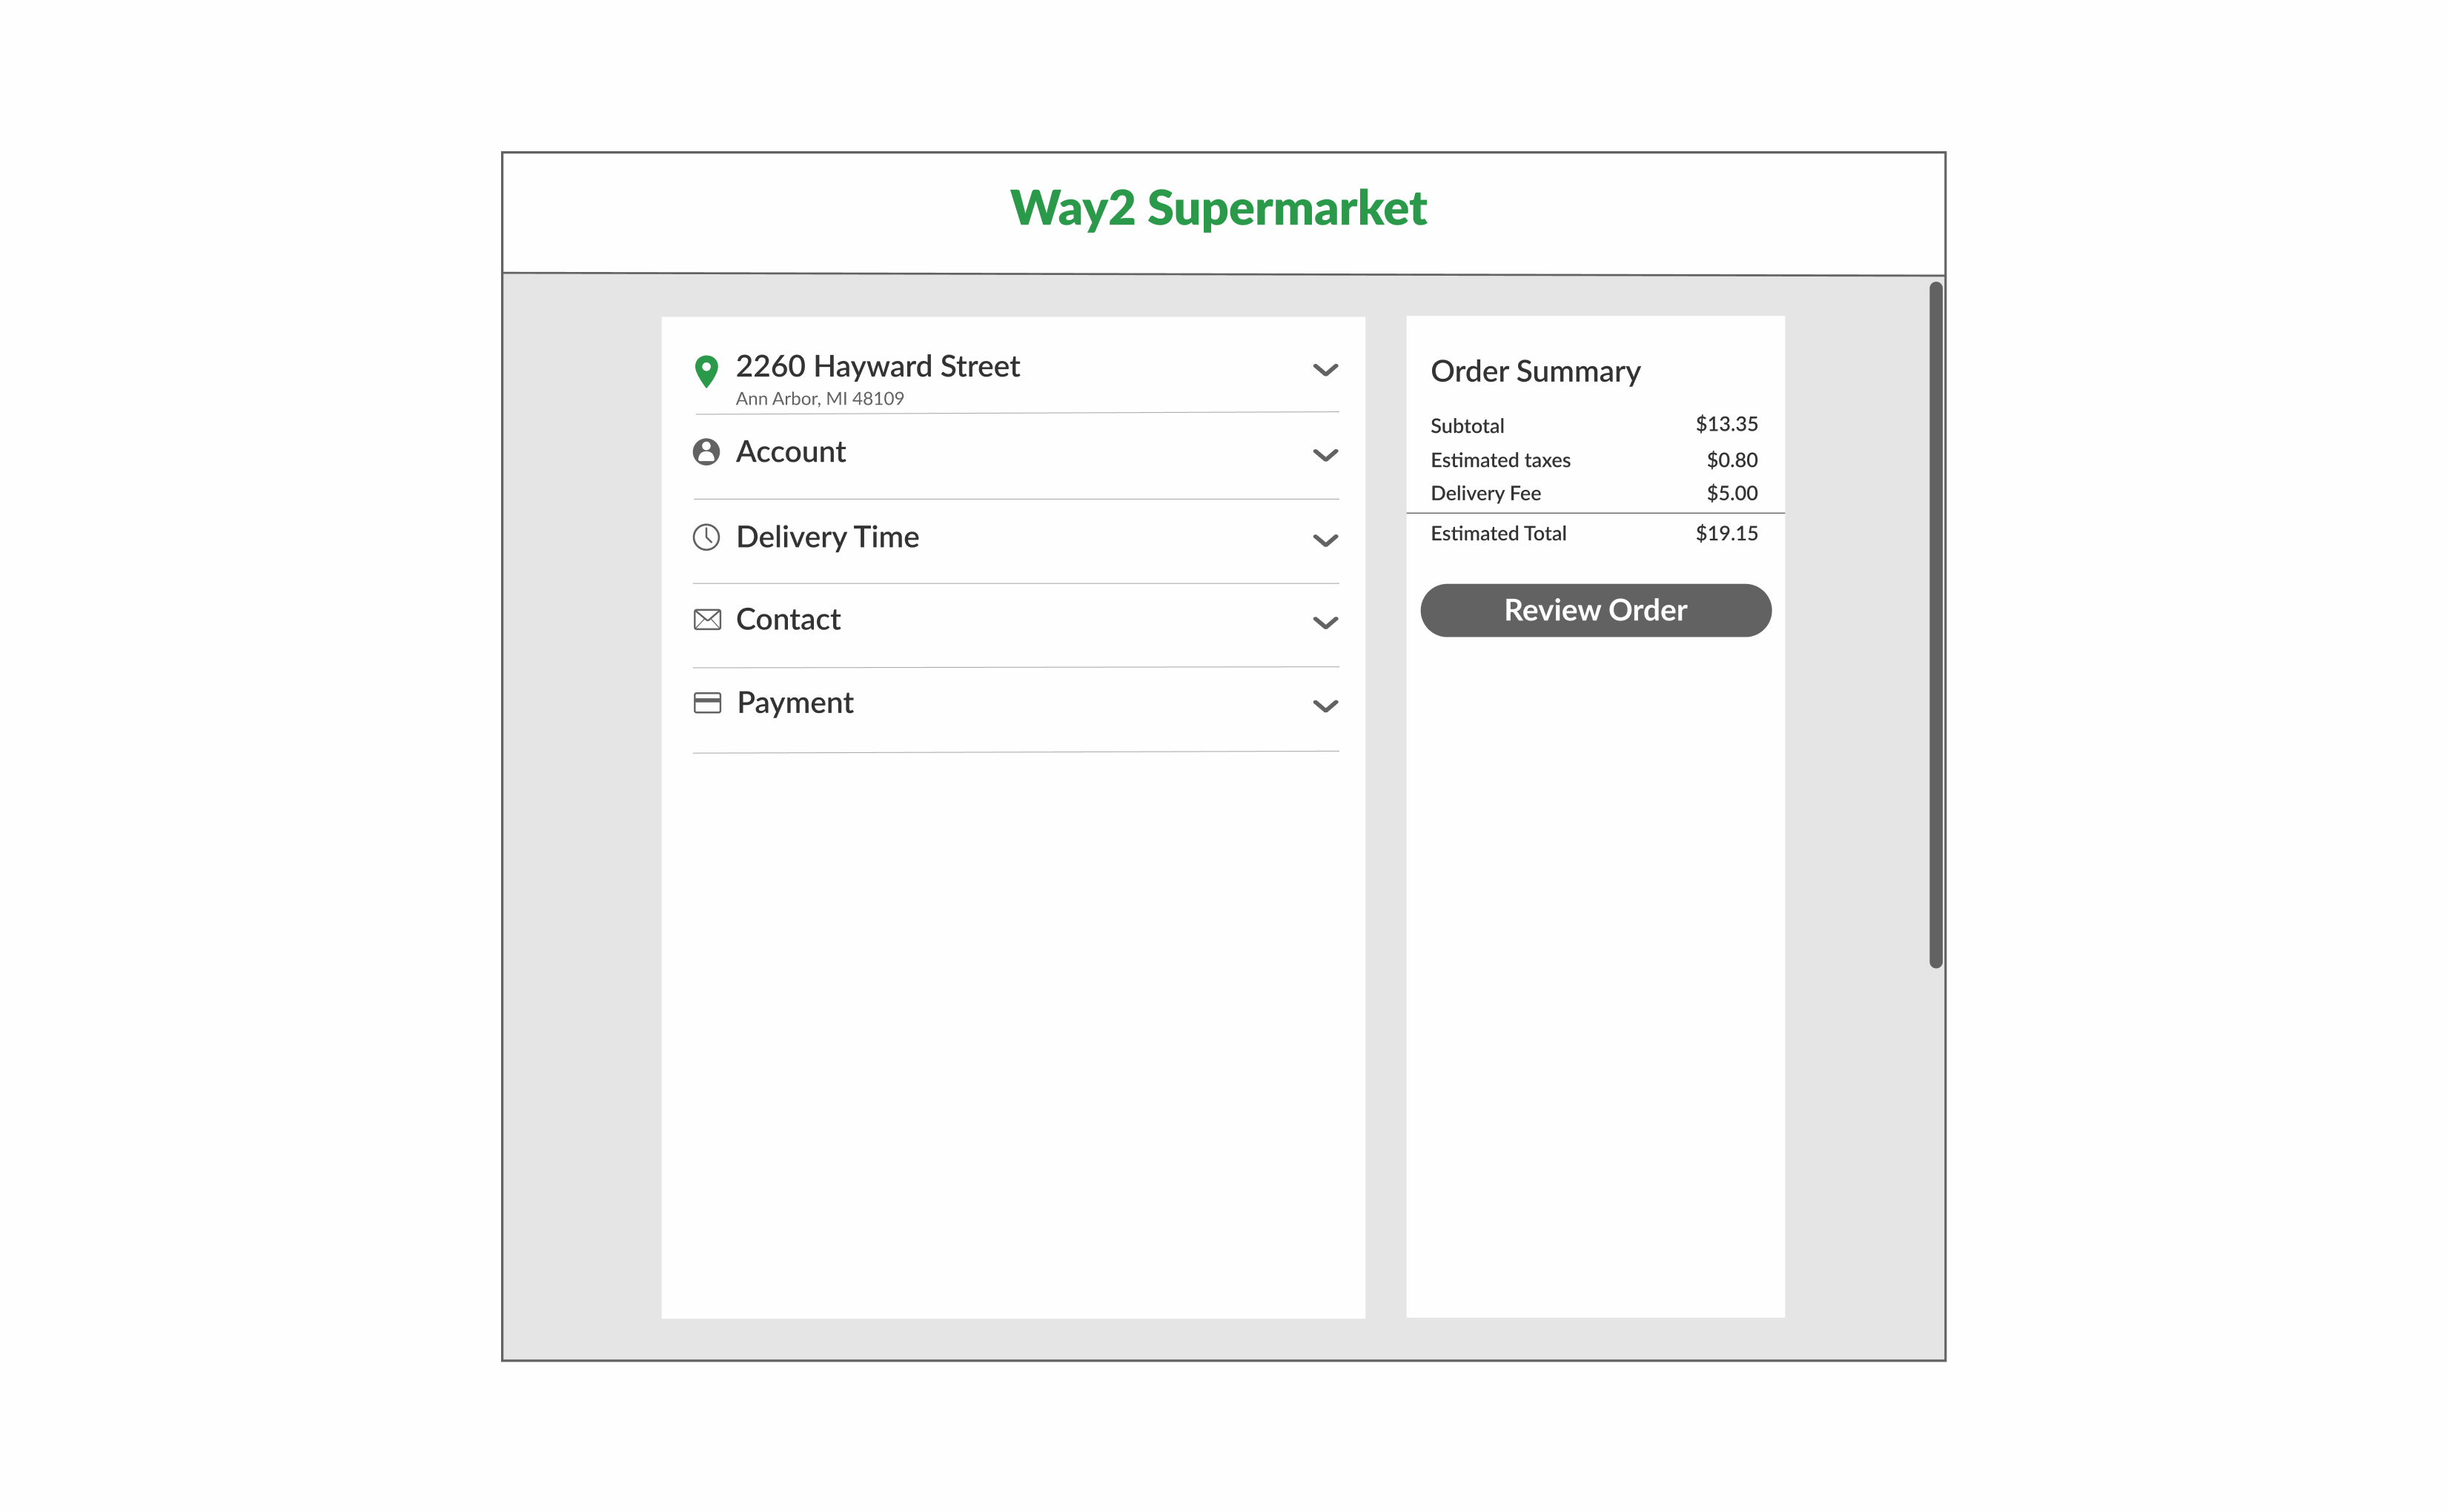 Way2 Supermarket
2260 Hayward Street
Ann Arbor, MI 48109
Account
Delivery Time
Contact
Payment
Order Summary
Subtotal $13.35
Estimated taxes $0.80
Delivery Fee $5.00
Estimated Total $19.15
Review Order